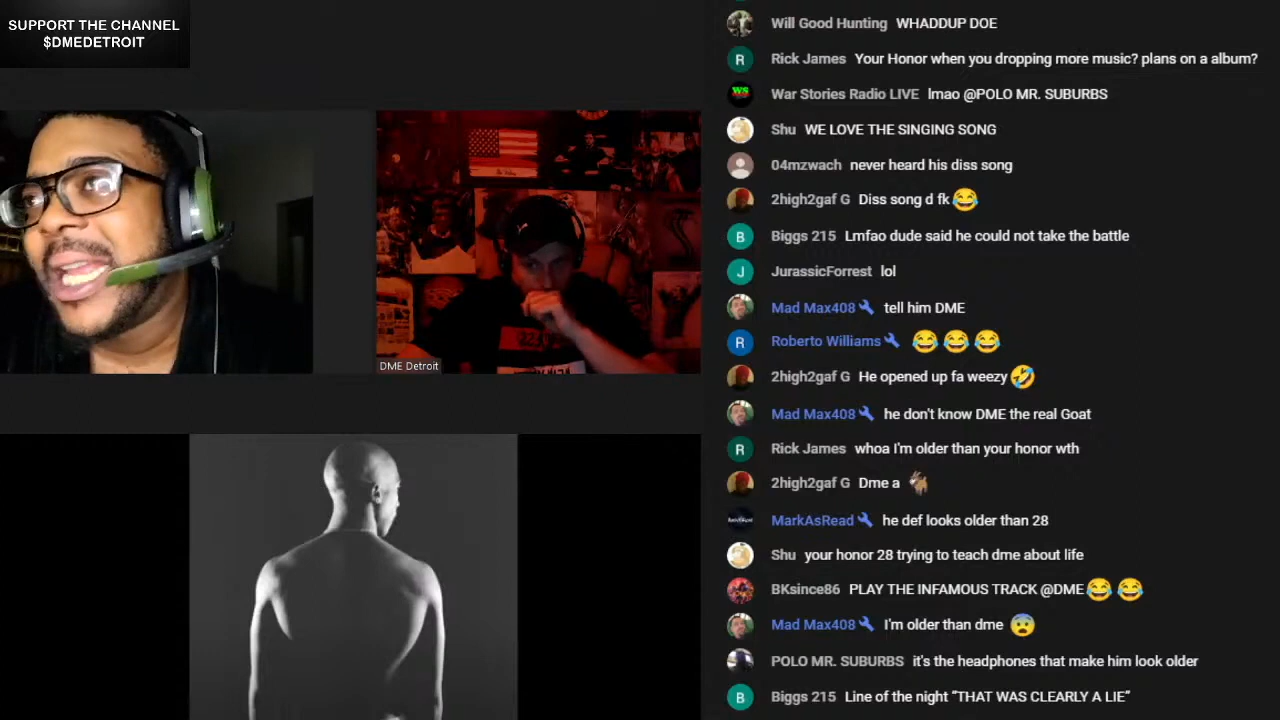 SUPPORT THE CHANNEL
$DMEDETROIT
DME Detroit
Will Good Hunting WHADDUP DOE
Rick James Your Honor when you dropping more music? plans on a album?
War Stories Radio LIVE lmao @POLO MR. SUBURBS
Shu WE LOVE THE SINGING SONG
04mzwach never heard his diss song
2high2gaf G Diss song d fk😂
B Biggs 215 Lmfao dude said he could not take the battle
J JurassicForrest lol
Mad Max408 tell him DME
R Roberto Williams 😂😂😂
2high2gaf G He opened up fa weezy🤣
Mad Max408 he don't know DME the real Goat
R Rick James whoa I'm older than your honor wth
2high2gaf G Dme a 🐐
MarkAsRead he def looks older than 28
Shu your honor 28 trying to teach dme about life
BKsince86 PLAY THE INFAMOUS TRACK @DME😂😂
Mad Max408 I'm older than dme 😨
POLO MR. SUBURBS it's the headphones that make him look older
B Biggs 215 Line of the night "THAT WAS CLEARLY A LIE"